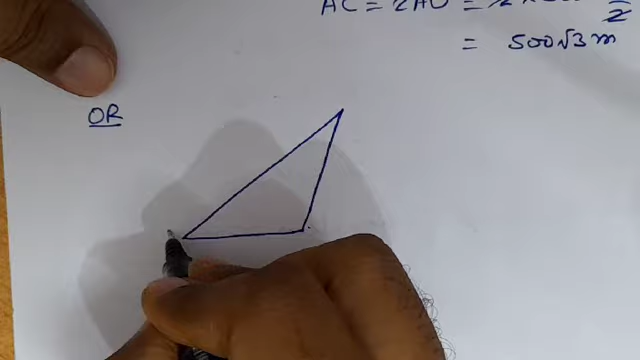 AC = 2AO =
= 500√3 m
OR